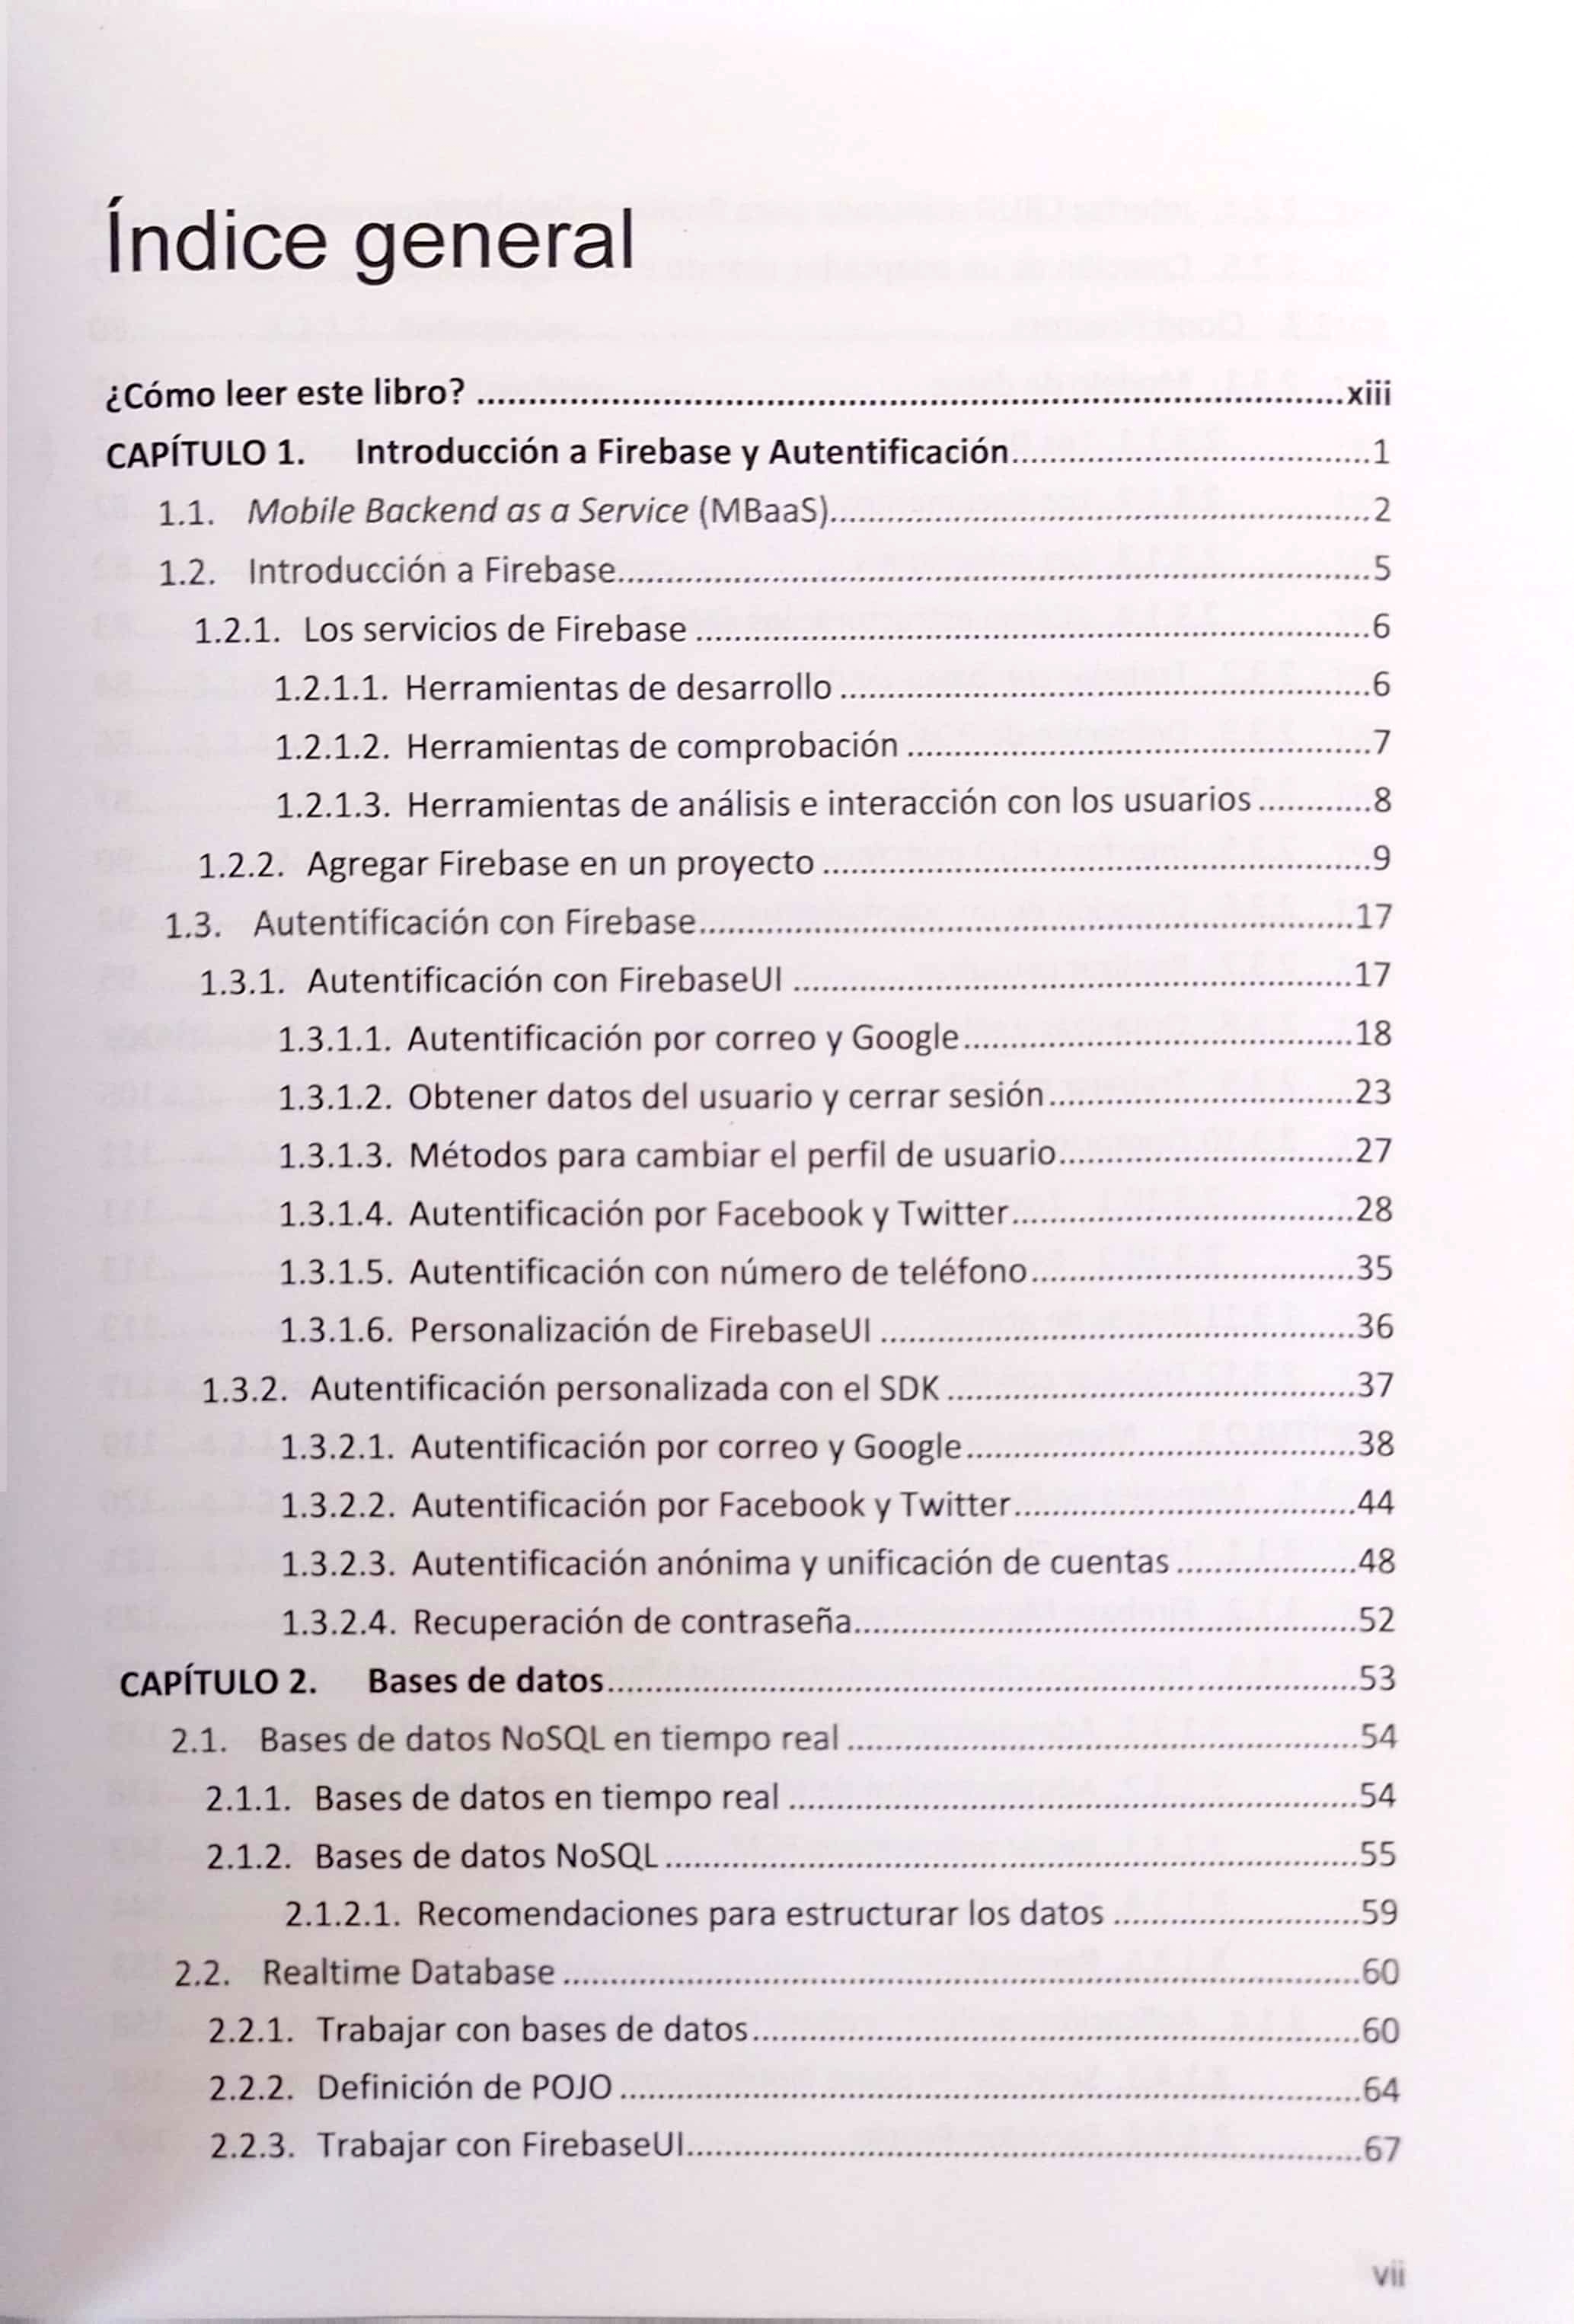 Índice general
¿Cómo leer este libro? ........ xiii
CAPÍTULO 1. Introducción a Firebase y Autentificación ........ 1
1.1. Mobile Backend as a Service (MBaaS) ........ 2
1.2. Introducción a Firebase ........ 5
1.2.1. Los servicios de Firebase ........ 6
1.2.1.1. Herramientas de desarrollo ........ 6
1.2.1.2. Herramientas de comprobación ........ 7
1.2.1.3. Herramientas de análisis e interacción con los usuarios ........ 8
1.2.2. Agregar Firebase en un proyecto ........ 9
1.3. Autentificación con Firebase ........ 17
1.3.1. Autentificación con FirebaseUI ........ 17
1.3.1.1. Autentificación por correo y Google ........ 18
1.3.1.2. Obtener datos del usuario y cerrar sesión ........ 23
1.3.1.3. Métodos para cambiar el perfil de usuario ........ 27
1.3.1.4. Autentificación por Facebook y Twitter ........ 28
1.3.1.5. Autentificación con número de teléfono ........ 35
1.3.1.6. Personalización de FirebaseUI ........ 36
1.3.2. Autentificación personalizada con el SDK ........ 37
1.3.2.1. Autentificación por correo y Google ........ 38
1.3.2.2. Autentificación por Facebook y Twitter ........ 44
1.3.2.3. Autentificación anónima y unificación de cuentas ........ 48
1.3.2.4. Recuperación de contraseña ........ 52
CAPÍTULO 2. Bases de datos ........ 53
2.1. Bases de datos NoSQL en tiempo real ........ 54
2.1.1. Bases de datos en tiempo real ........ 54
2.1.2. Bases de datos NoSQL ........ 55
2.1.2.1. Recomendaciones para estructurar los datos ........ 59
2.2. Realtime Database ........ 60
2.2.1. Trabajar con bases de datos ........ 60
2.2.2. Definición de POJO ........ 64
2.2.3. Trabajar con FirebaseUI ........ 67
vii